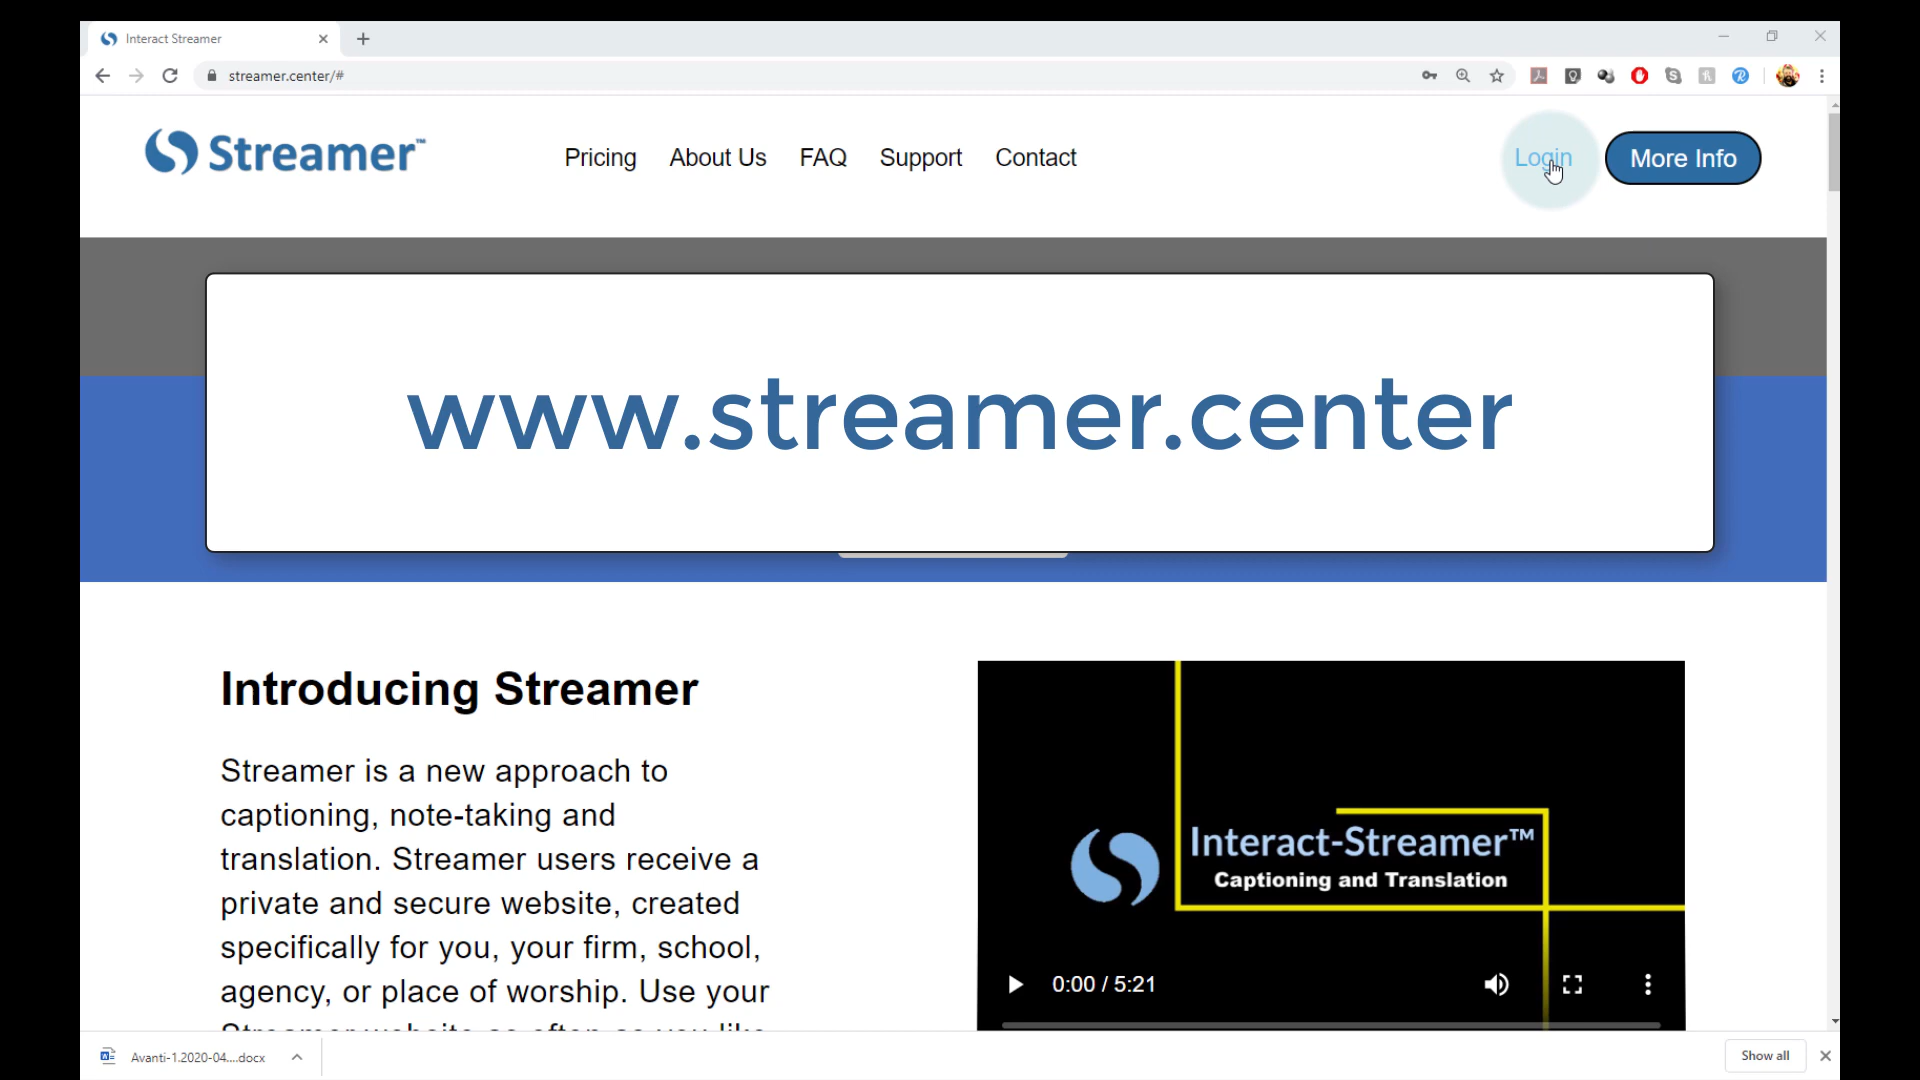 Interact Streamer
streamer.center/#
Streamer™
Pricing About Us FAQ Support Contact
Login
More Info
www.streamer.center
Introducing Streamer
Streamer is a new approach to
captioning, note-taking and
translation. Streamer users receive a
private and secure website, created
specifically for you, your firm, school,
agency, or place of worship. Use your
Streamer website as often as you like
Interact-Streamer™
Captioning and Translation
0:00 / 5:21
Avanti-1.2020-04....docx
Show all